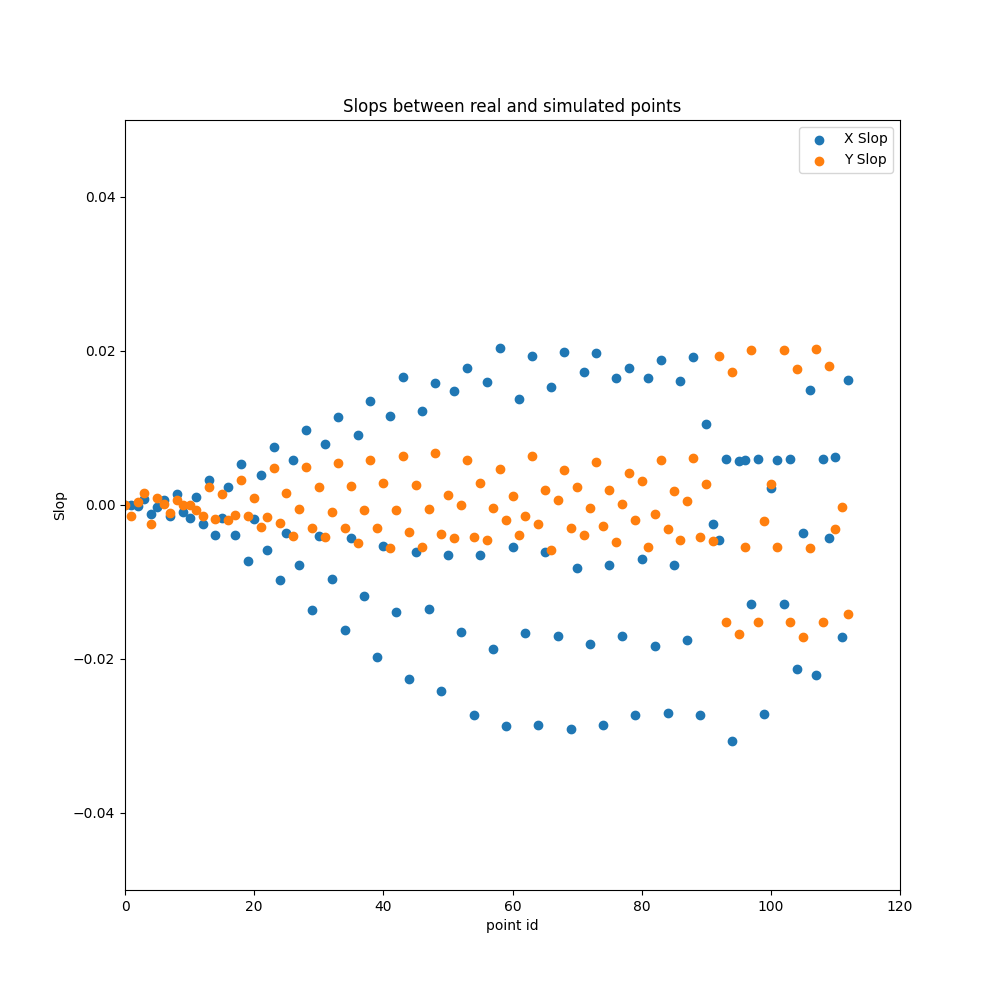 Slops between real and simulated points
X Slop
Y Slop
0.04
0.02
0.00
−0.02
−0.04
Slop
0 20 40 60 80 100 120
point id